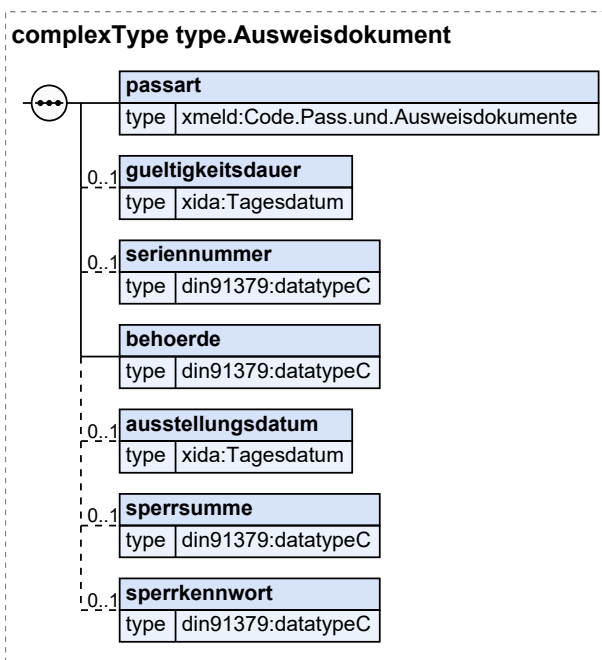 complexType type.Ausweisdokument
passart
type xmeld:Code.Pass.und.Ausweisdokumente
0..1 gueltigkeitsdauer
type xida:Tagesdatum
0..1 seriennummer
type din91379:datatypeC
behoerde
type din91379:datatypeC
0..1 ausstellungsdatum
type xida:Tagesdatum
0..1 sperrsumme
type din91379:datatypeC
0..1 sperrkennwort
type din91379:datatypeC